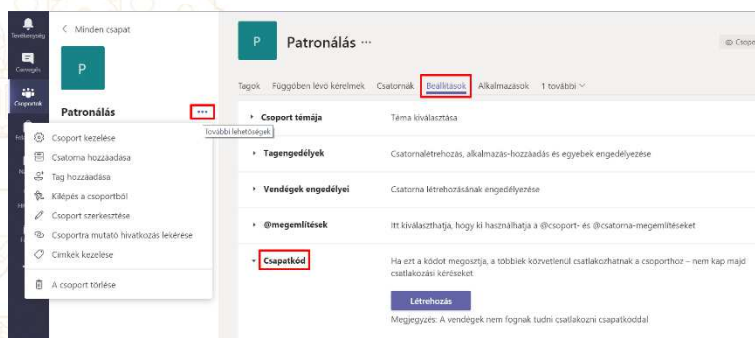 Tevékenység
Csevegés
Csoportok
< Minden csapat
P
Patronálás
...
További lehetőségek
Csoport kezelése
Csatorna hozzáadása
Tag hozzáadása
Kilépés a csoportból
Csoport szerkesztése
Csoportra mutató hivatkozás lekérése
Címkék kezelése
A csoport törlése
P
Patronálás ...
Tagok Függőben lévő kérelmek Csatornák Beállítások Alkalmazások 1 további
Csoport témája Téma kiválasztása
Tagengedélyek Csatornalétrehozás, alkalmazás-hozzáadás és egyebek engedélyezése
Vendégek engedélyei Csatorna létrehozásának engedélyezése
@megemlítések Itt kiválaszthatja, hogy ki használhatja a @csoport- és @csatorna-megemlítéseket
Csapatkód Ha ezt a kódot megosztja, a többiek közvetlenül csatlakozhatnak a csoporthoz – nem kap majd
csatlakozási kéréseket
Létrehozás
Megjegyzés: A vendégek nem fognak tudni csatlakozni csapatkóddal